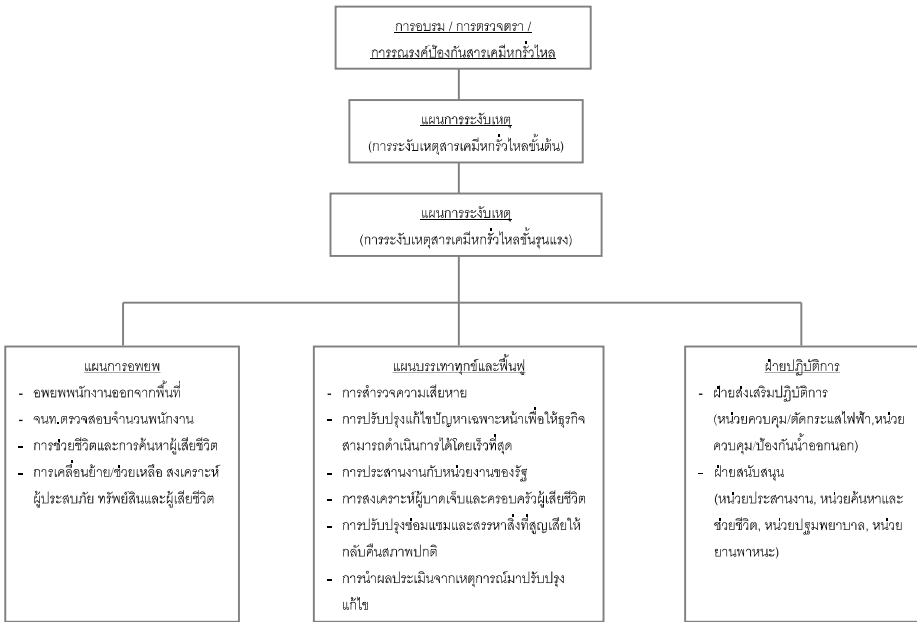 การอบรม / การตรวจตรา /
การรณรงค์ป้องกันสารเคมีหกรั่วไหล
แผนการระงับเหตุ
(การระงับเหตุสารเคมีหกรั่วไหลขั้นต้น)
แผนการระงับเหตุ
(การระงับเหตุสารเคมีหกรั่วไหลขั้นรุนแรง)
แผนการอพยพ
- อพยพพนักงานออกจากพื้นที่
- จนท.ตรวจสอบจำนวนพนักงาน
- การช่วยชีวิตและการค้นหาผู้เสียชีวิต
- การเคลื่อนย้าย/ช่วยเหลือ สงเคราะห์
ผู้ประสบภัย ทรัพย์สินและผู้เสียชีวิต
แผนบรรเทาทุกข์และฟื้นฟู
- การสำรวจความเสียหาย
- การปรับปรุงแก้ไขปัญหาเฉพาะหน้าเพื่อให้ธุรกิจ
สามารถดำเนินการได้โดยเร็วที่สุด
- การประสานงานกับหน่วยงานของรัฐ
- การสงเคราะห์ผู้บาดเจ็บและครอบครัวผู้เสียชีวิต
- การปรับปรุงซ่อมแซมและสรรหาสิ่งที่สูญเสียให้
กลับคืนสภาพปกติ
- การนำผลประเมินจากเหตุการณ์มาปรับปรุง
แก้ไข
ฝ่ายปฏิบัติการ
- ฝ่ายส่งเสริมปฏิบัติการ
(หน่วยควบคุม/ตัดกระแสไฟฟ้า,หน่วย
ควบคุม/ป้องกันน้ำออกนอก)
- ฝ่ายสนับสนุน
(หน่วยประสานงาน, หน่วยค้นหาและ
ช่วยชีวิต, หน่วยปฐมพยาบาล, หน่วย
ยานพาหนะ)